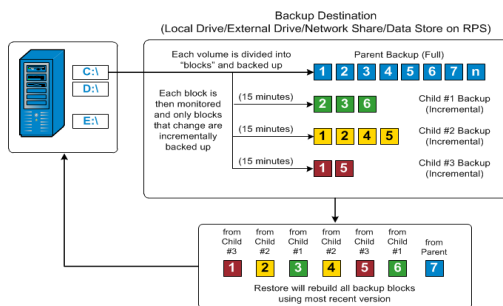 Backup Destination
(Local Drive/External Drive/Network Share/Data Store on RPS)
C:\
D:\
E:\
Each volume is divided into
"blocks" and backed up
Parent Backup (Full)
1 2 3 4 5 6 7 n
Each block is
then monitored
and only blocks
that change are
incrementally
backed up
(15 minutes)
2 3 6
Child #1 Backup
(Incremental)
(15 minutes)
1 2 4 5
Child #2 Backup
(Incremental)
(15 minutes)
1 5
Child #3 Backup
(Incremental)
from Child #3
from Child #2
from Child #1
from Child #2
from Child #3
from Child #1
from Parent
1 2 3 4 5 6 7
Restore will rebuild all backup blocks
using most recent version